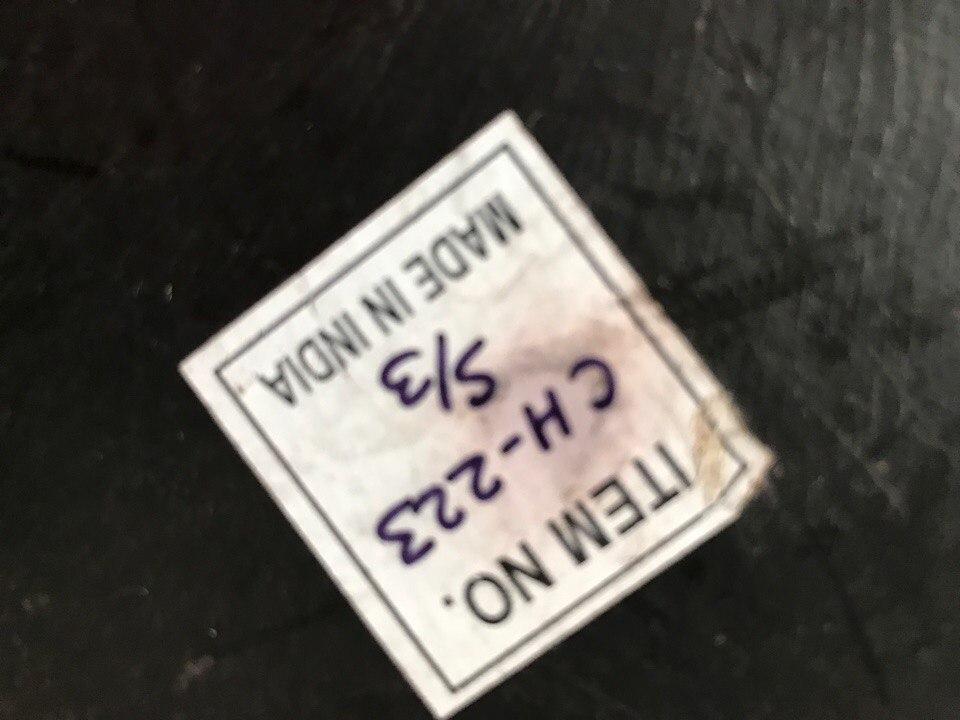 ITEM NO.
CH-223
S/3
MADE IN INDIA